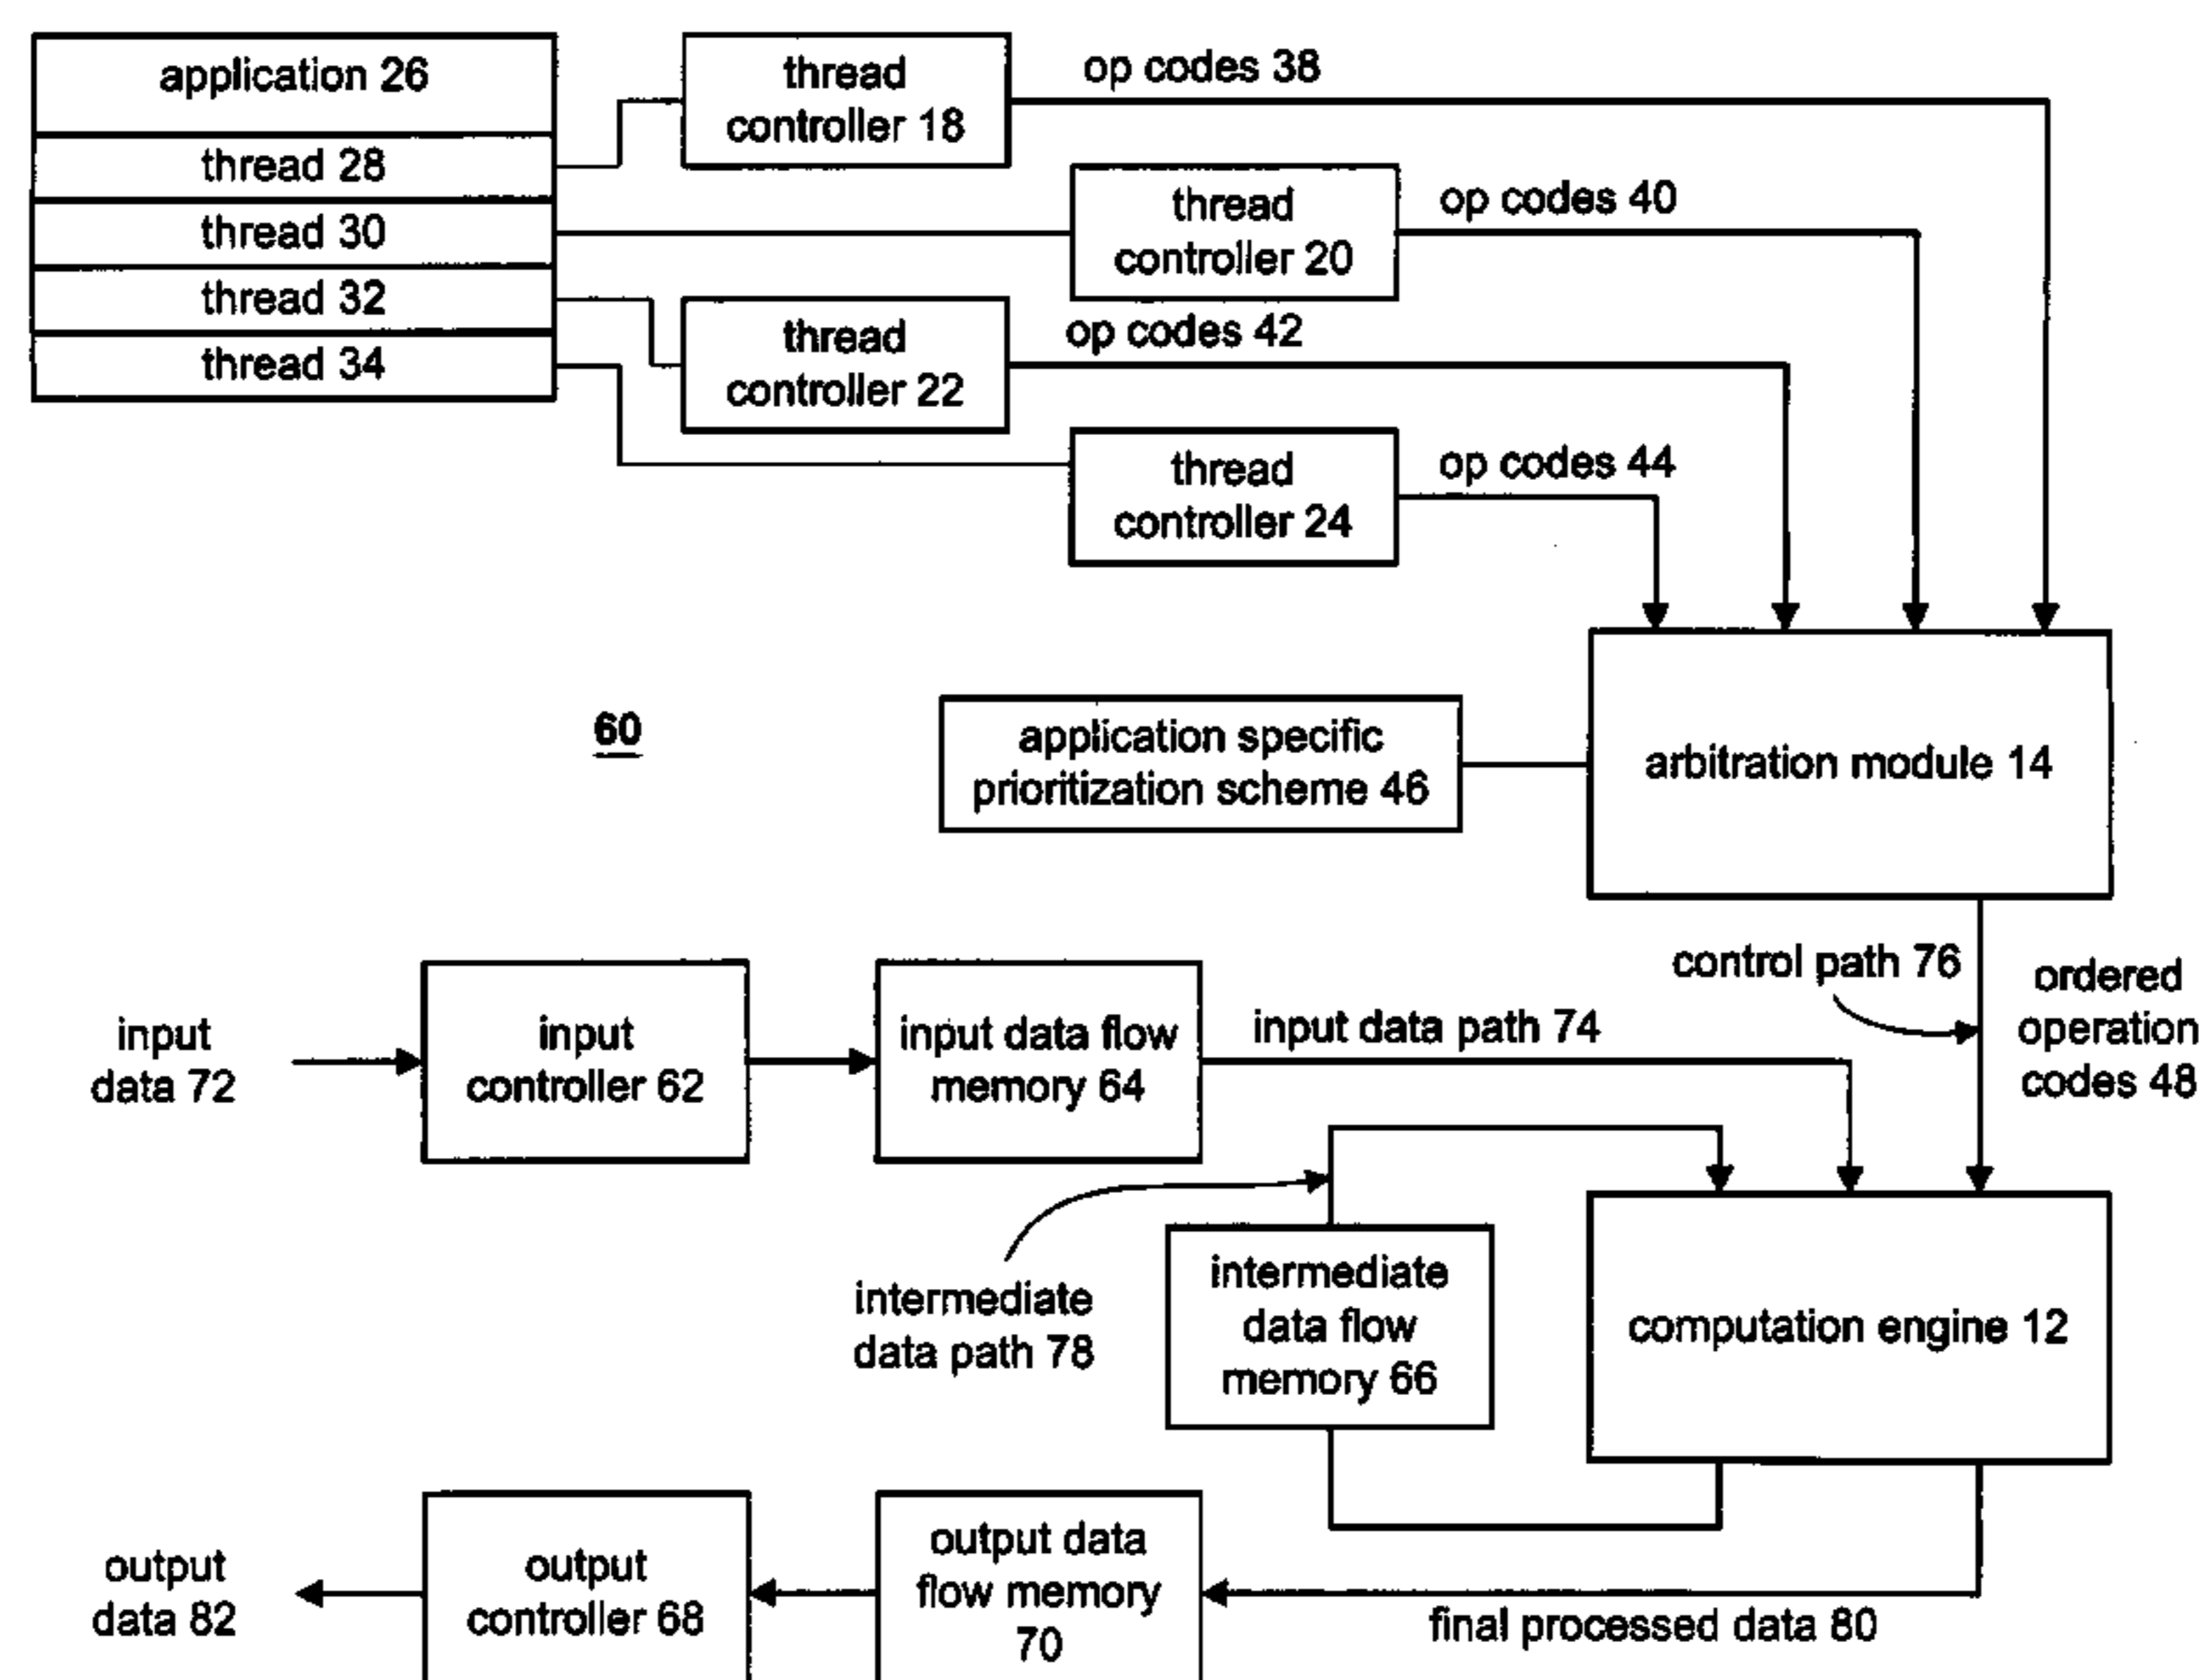 application 26
thread 28
thread 30
thread 32
thread 34
thread
controller 18
op codes 38
thread
controller 20
op codes 40
thread
controller 22
op codes 42
thread
controller 24
op codes 44
60
application specific
prioritization scheme 46
arbitration module 14
control path 76
ordered
operation
codes 48
input
data 72
input
controller 62
input data flow
memory 64
input data path 74
intermediate
data path 78
intermediate
data flow
memory 66
computation engine 12
output
data 82
output
controller 68
output data
flow memory
70
final processed data 80